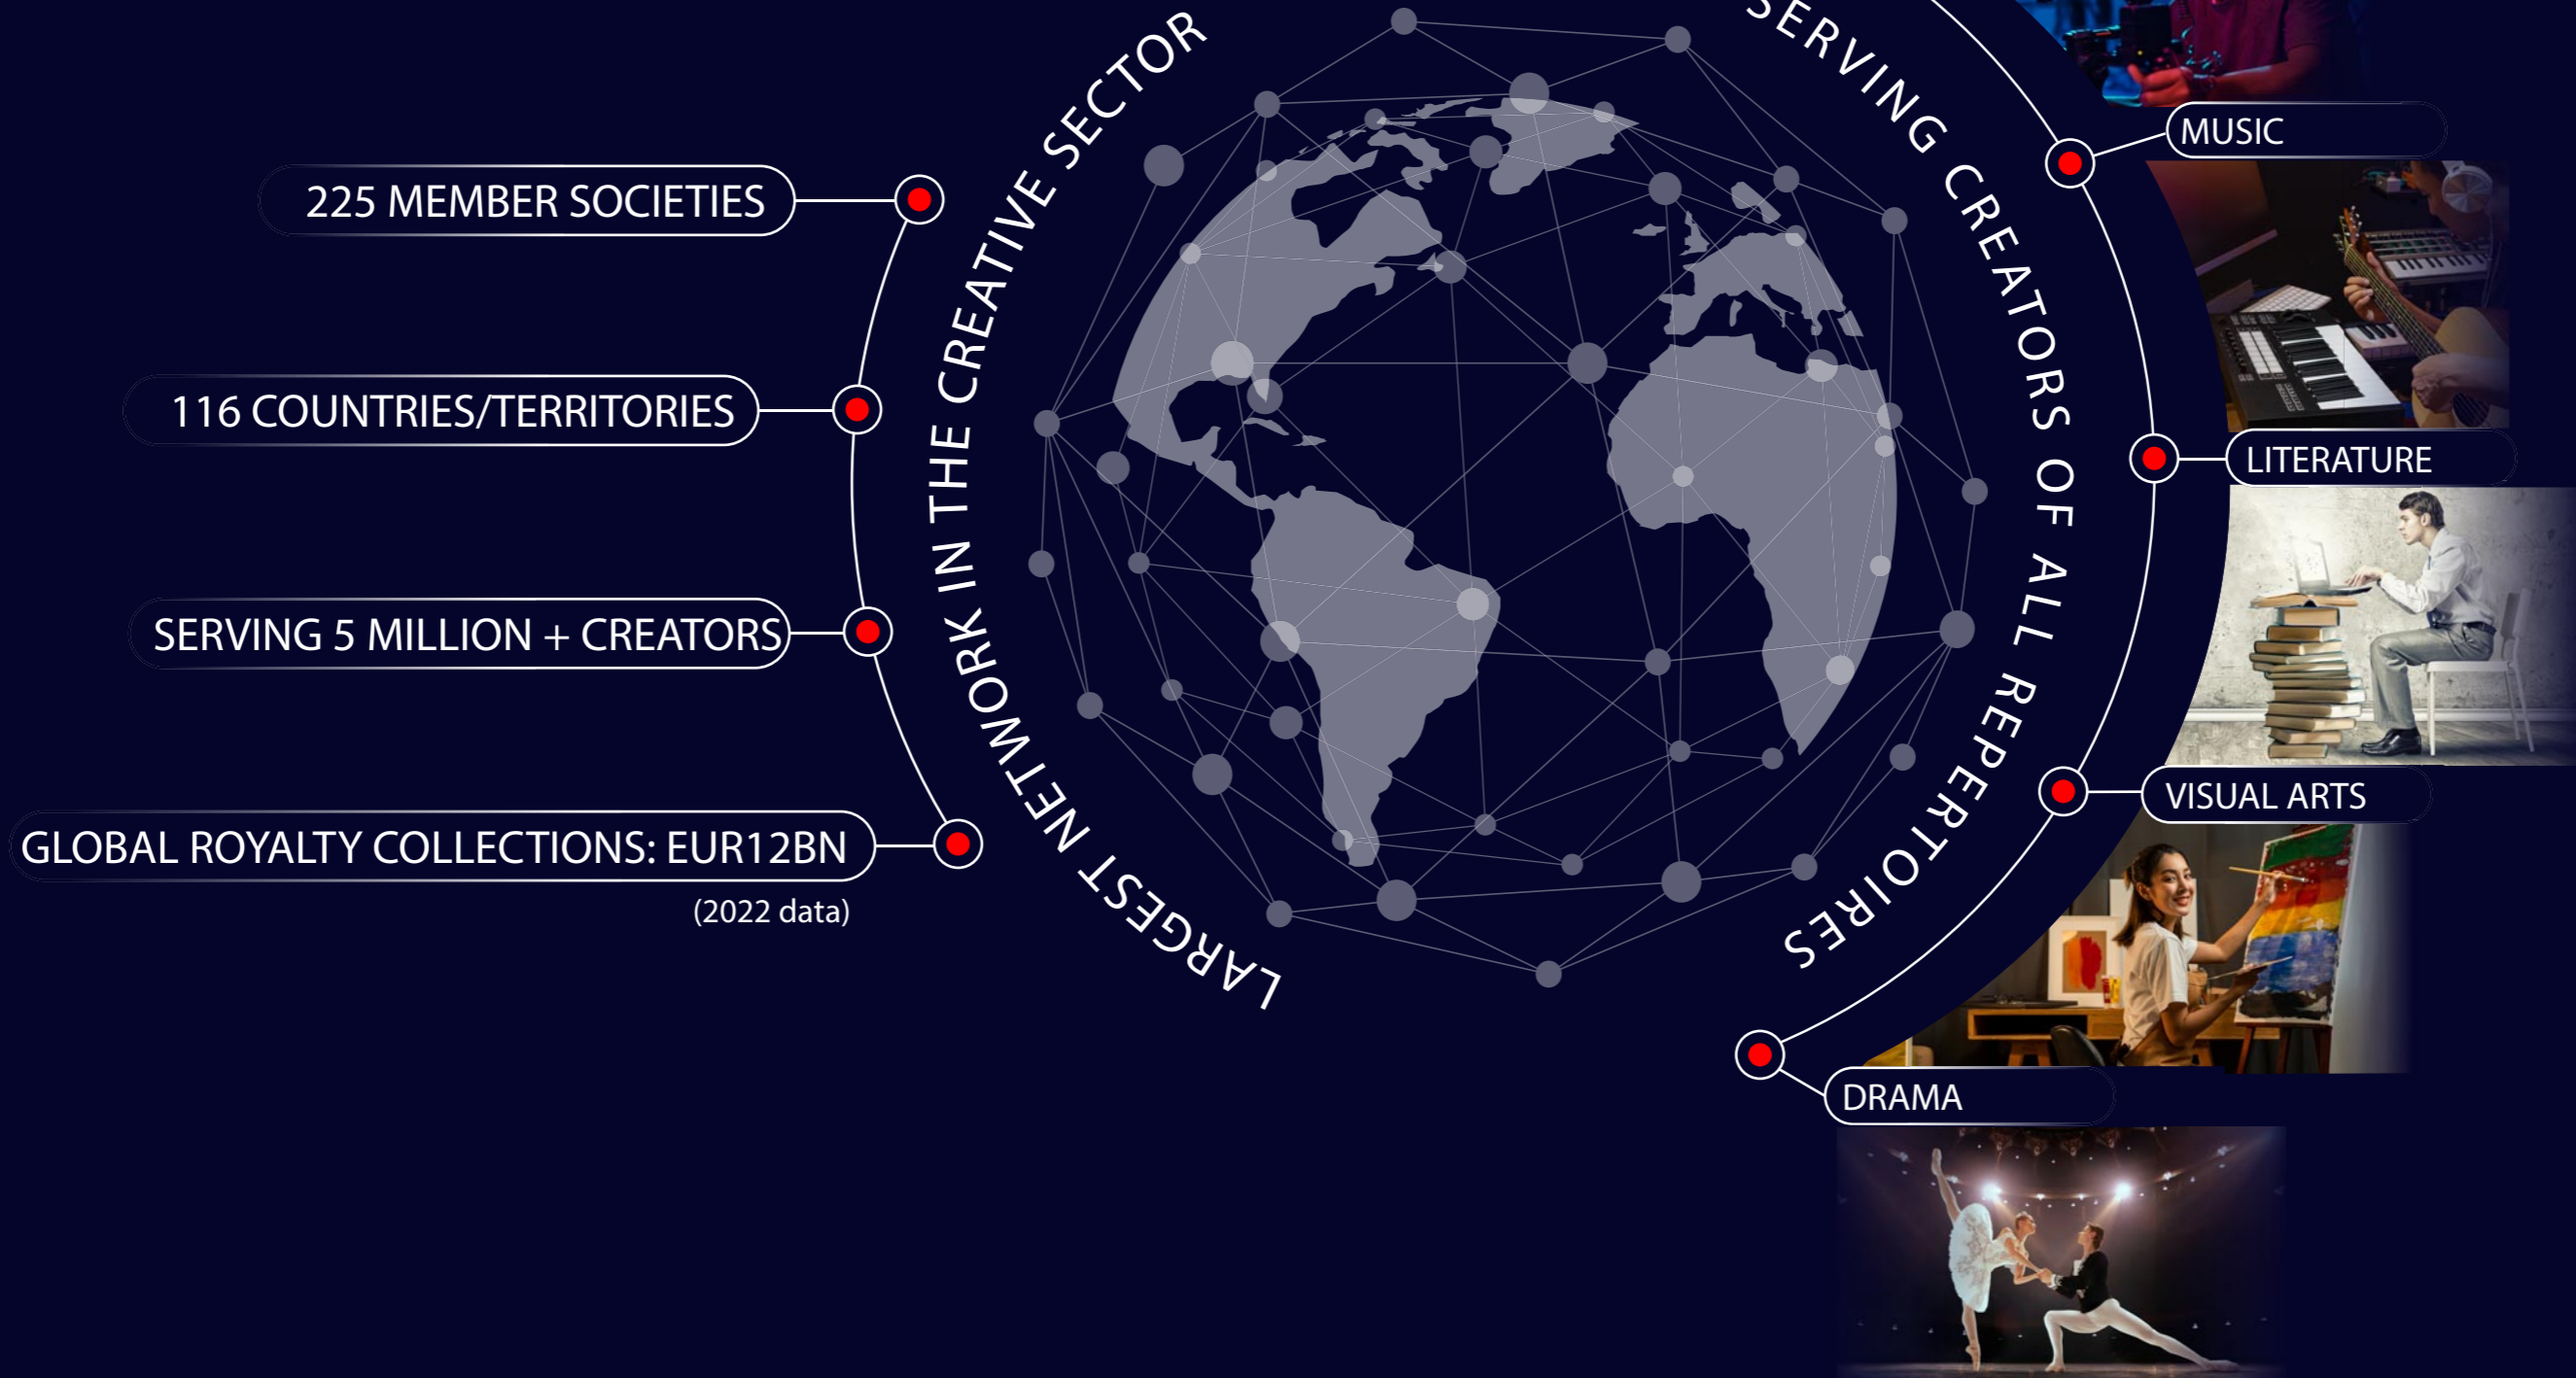 225 MEMBER SOCIETIES
116 COUNTRIES/TERRITORIES
SERVING 5 MILLION + CREATORS
GLOBAL ROYALTY COLLECTIONS: EUR12BN
(2022 data)
LARGEST NETWORK IN THE CREATIVE SECTOR
SERVING CREATORS OF ALL REPERTOIRES
MUSIC
LITERATURE
VISUAL ARTS
DRAMA